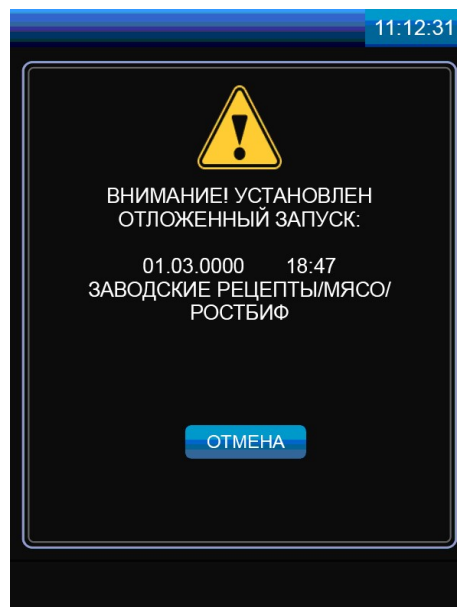 11:12:31
ВНИМАНИЕ! УСТАНОВЛЕН
ОТЛОЖЕННЫЙ ЗАПУСК:
01.03.0000 18:47
ЗАВОДСКИЕ РЕЦЕПТЫ/МЯСО/
РОСТБИФ
ОТМЕНА